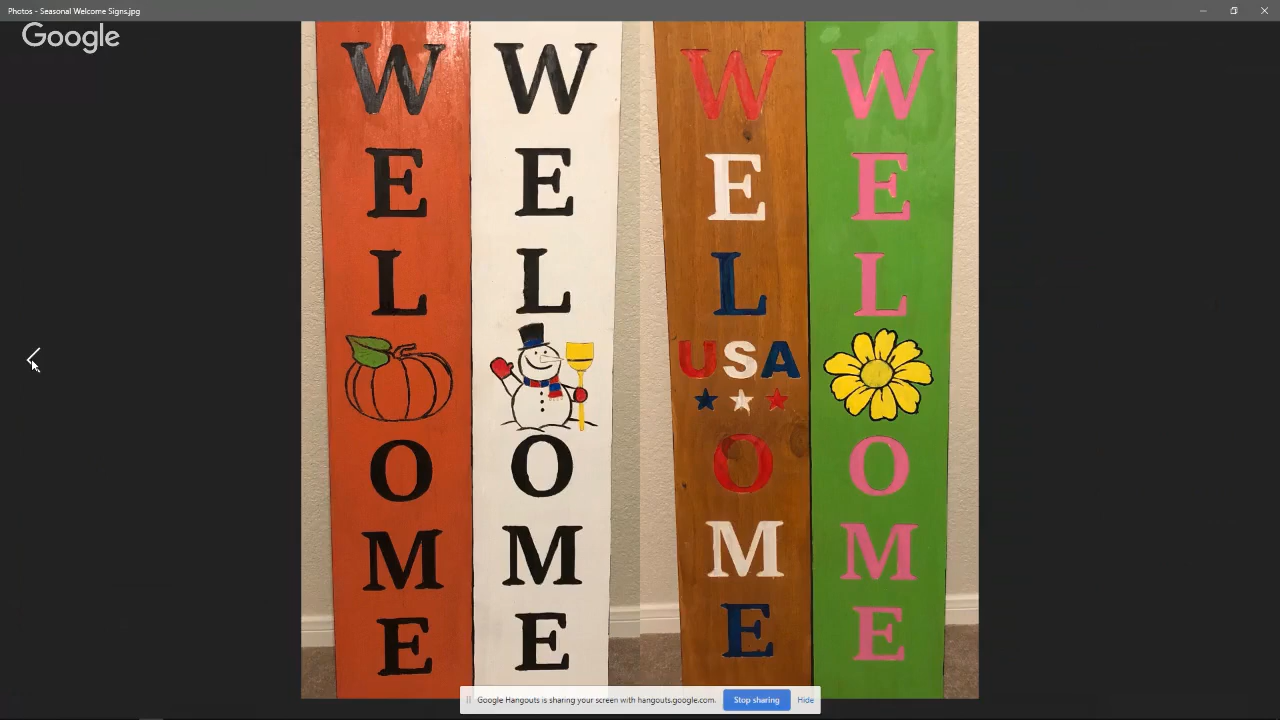 Photos - Seasonal Welcome Signs.jpg
Google
W
E
L
O
M
E
W
E
L
O
M
E
W
E
L
USA
O
M
E
W
E
L
O
M
E
Google Hangouts is sharing your screen with hangouts.google.com.
Stop sharing
Hide